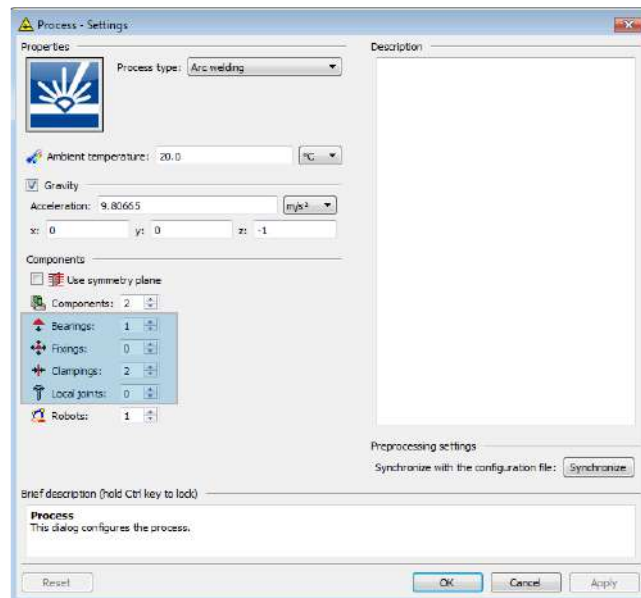 Process - Settings
Properties
Process type: Arc welding
Ambient temperature: 20.0 °C
Gravity
Acceleration: 9.80665 m/s²
x: 0 y: 0 z: -1
Components
Use symmetry plane
Components: 2
Bearings: 1
Fixings: 0
Clampings: 2
Local joints: 0
Robots: 1
Description
Preprocessing settings
Synchronize with the configuration file: Synchronize
Brief description (hold Ctrl key to lock)
Process
This dialog configures the process.
Reset OK Cancel Apply